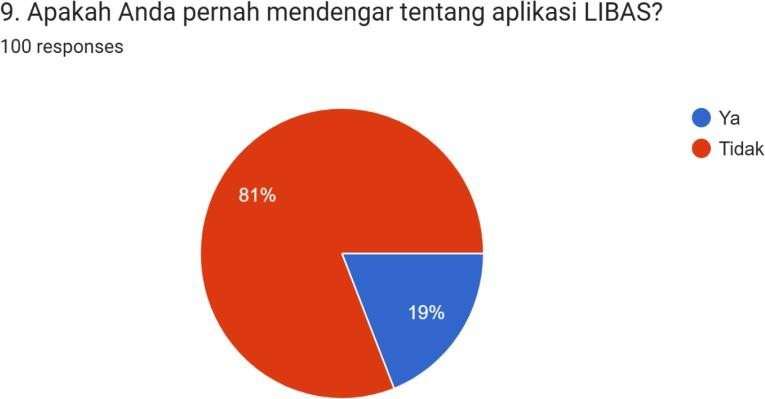 9. Apakah Anda pernah mendengar tentang aplikasi LIBAS?
100 responses
Ya
Tidak
81%
19%